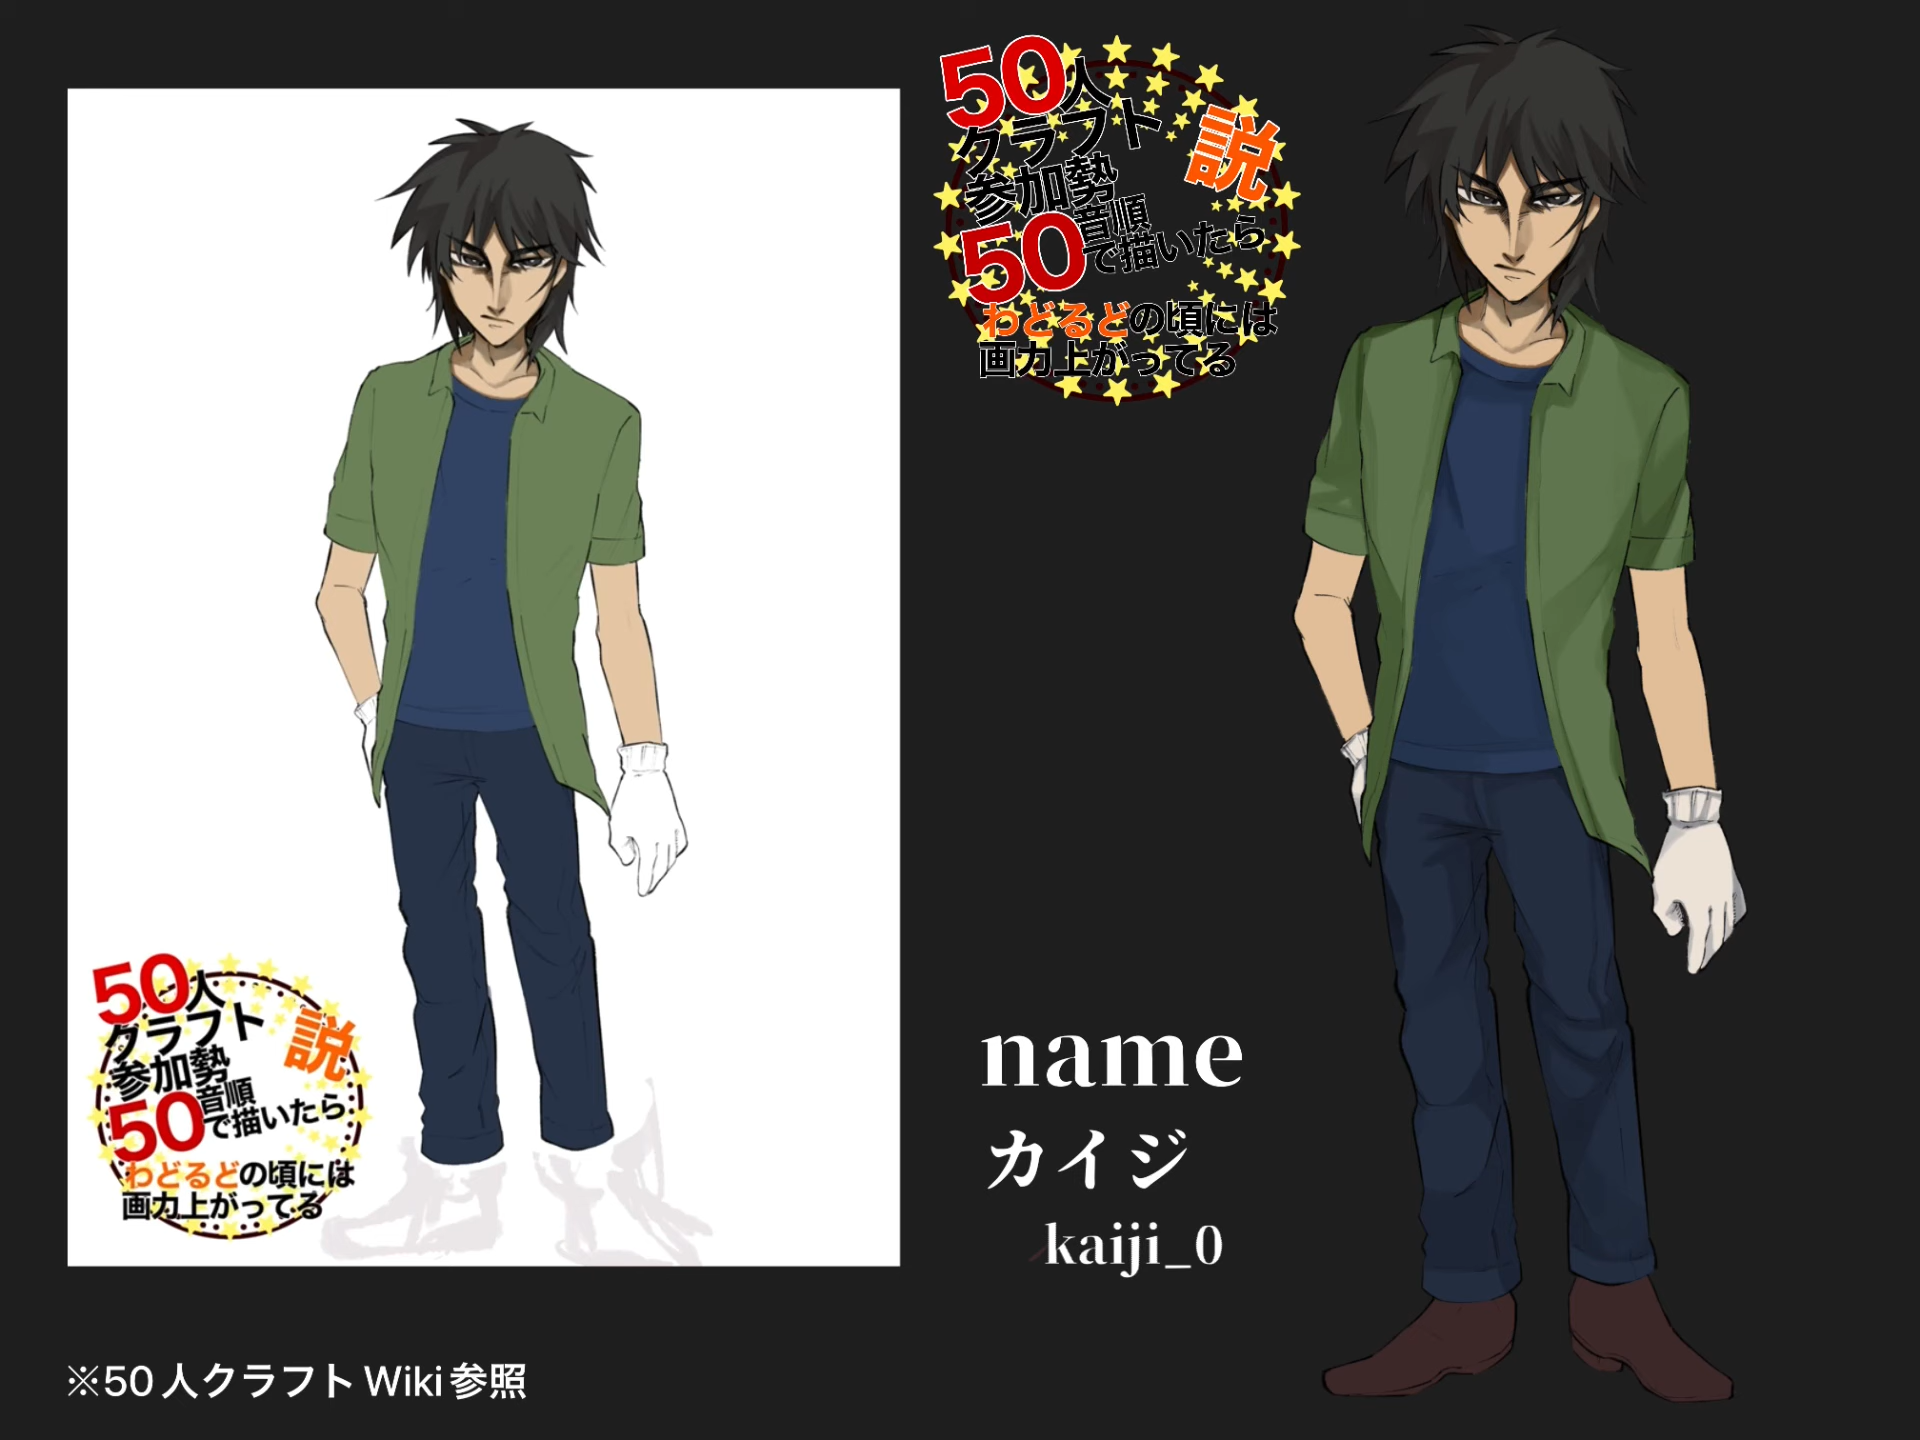 50人
クラフト
参加勢
説
50音順
で描いたら
わどるどの頃には
画力上がってる
50人
クラフト
参加勢
説
50音順
で描いたら
わどるどの頃には
画力上がってる
name
カイジ
kaiji_0
※50人クラフトWiki参照